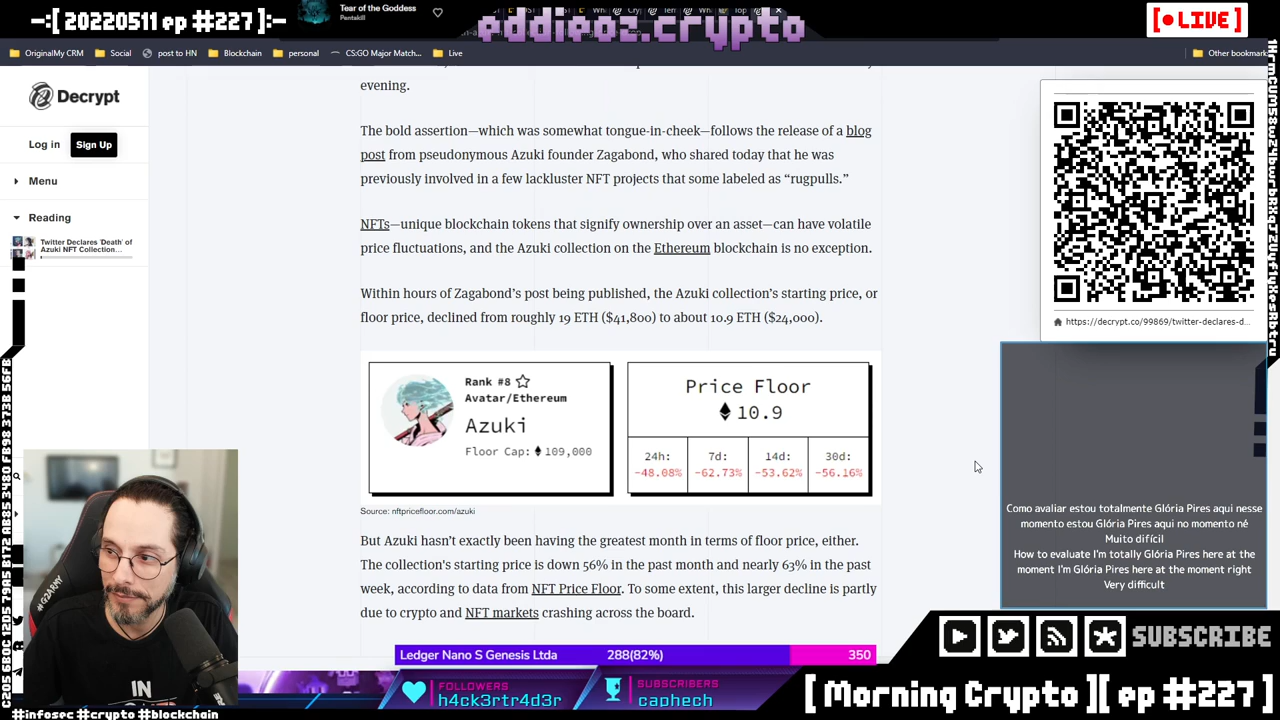 -:[ 20220511 ep #227 ]:-
Tear of the Goddess
Pentakill
eddieoz.crypto
[● LIVE]
OriginalMy CRM
Social
post to HN
Blockchain
personal
CS:GO Major Match...
Live
Other bookmark
Decrypt
Log in
Sign Up
Menu
Reading
Twitter Declares 'Death' of
Azuki NFT Collection...
evening.
The bold assertion—which was somewhat tongue-in-cheek—follows the release of a blog
post from pseudonymous Azuki founder Zagabond, who shared today that he was
previously involved in a few lackluster NFT projects that some labeled as “rugpulls.”
NFTs—unique blockchain tokens that signify ownership over an asset—can have volatile
price fluctuations, and the Azuki collection on the Ethereum blockchain is no exception.
Within hours of Zagabond’s post being published, the Azuki collection’s starting price, or
floor price, declined from roughly 19 ETH ($41,800) to about 10.9 ETH ($24,000).
Rank #8
Avatar/Ethereum
Azuki
Floor Cap: 109,000
Price Floor
10.9
24h: 7d: 14d: 30d:
-48.08% -62.73% -53.62% -56.16%
Source: nftpricefloor.com/azuki
But Azuki hasn’t exactly been having the greatest month in terms of floor price, either.
The collection's starting price is down 56% in the past month and nearly 63% in the past
week, according to data from NFT Price Floor. To some extent, this larger decline is partly
due to crypto and NFT markets crashing across the board.
https://decrypt.co/99869/twitter-declares-d...
Como avaliar estou totalmente Glória Pires aqui nesse
momento estou Glória Pires aqui no momento né
Muito difícil
How to evaluate I'm totally Glória Pires here at the
moment I'm Glória Pires here at the moment right
Very difficult
#G2ARMY
IN
Ledger Nano S Genesis Ltda 288(82%) 350
FOLLOWERS
h4ck3rtr4d3r
SUBSCRIBERS
caphech
SUBSCRIBE
[ Morning Crypto ][ ep #227 ]
#infosec #crypto #blockchain